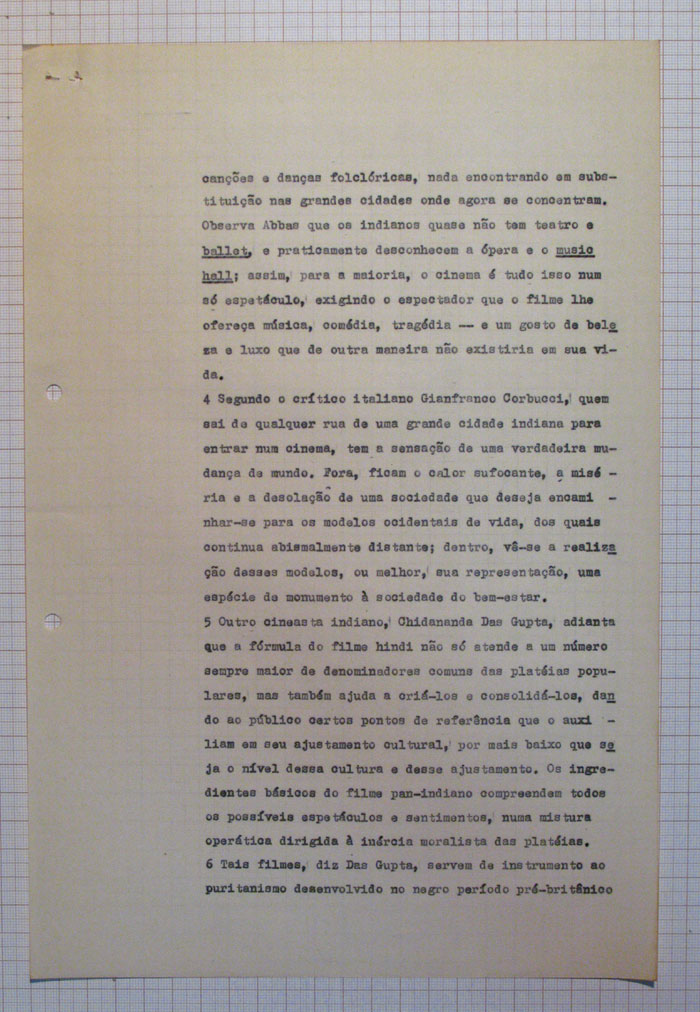 canções e danças folclóricas, nada encontrando em subs-
tituição nas grandes cidades onde agora se concentram.
Observa Abbas que os indianos quase não tem teatro e
ballet, e praticamente desconhecem a ópera e o music
hall; assim, para a maioria, o cinema é tudo isso num
só espetáculo, exigindo o espectador que o filme lhe
ofereça música, comédia, tragédia — e um gosto de bele
za e luxo que de outra maneira não existiria em sua vi-
da.
4 Segundo o crítico italiano Gianfranco Corbucci, quem
sai de qualquer rua de uma grande cidade indiana para
entrar num cinema, tem a sensação de uma verdadeira mu-
dança de mundo. Fora, ficam o calor sufocante, a misé -
ria e a desolação de uma sociedade que deseja encami -
nhar-se para os modelos ocidentais de vida, dos quais
continua abismalmente distante; dentro, vê-se a realiza
ção desses modelos, ou melhor, sua representação, uma
espécie de monumento à sociedade do bem-estar.
5 Outro cineasta indiano, Chidananda Das Gupta, adianta
que a fórmula do filme hindi não só atende a um número
sempre maior de denominadores comuns das platéias popu-
lares, mas também ajuda a criá-los e consolidá-los, dan
do ao público certos pontos de referência que o auxi -
liam em seu ajustamento cultural, por mais baixo que se
ja o nível dessa cultura e desse ajustamento. Os ingre-
dientes básicos do filme pan-indiano compreendem todos
os possíveis espetáculos e sentimentos, numa mistura
operática dirigida à inércia moralista das platéias.
6 Tais filmes, diz Das Gupta, servem de instrumento ao
puritanismo desenvolvido no negro período pré-britânico